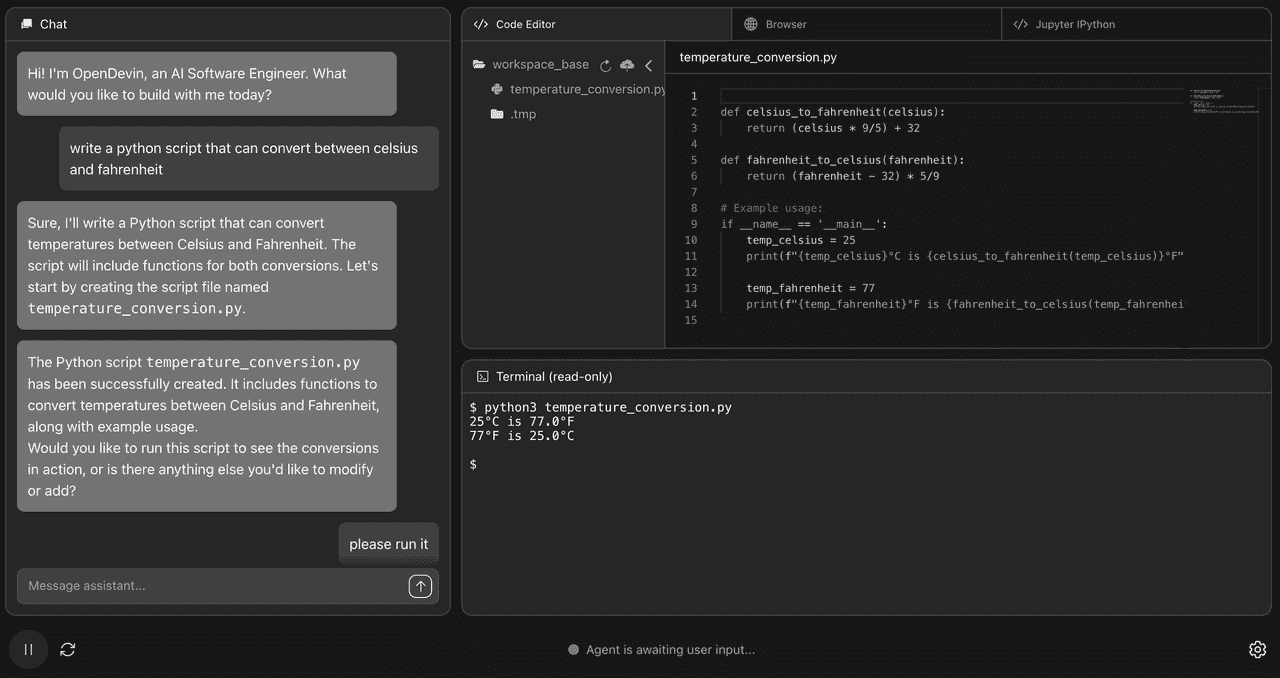 Chat
Hi! I'm OpenDevin, an AI Software Engineer. What
would you like to build with me today?
write a python script that can convert between celsius
and fahrenheit
Sure, I'll write a Python script that can convert
temperatures between Celsius and Fahrenheit. The
script will include functions for both conversions. Let's
start by creating the script file named
temperature_conversion.py.
The Python script temperature_conversion.py
has been successfully created. It includes functions to
convert temperatures between Celsius and Fahrenheit,
along with example usage.
Would you like to run this script to see the conversions
in action, or is there anything else you'd like to modify
or add?
please run it
Message assistant...
Code Editor
Browser
Jupyter IPython
workspace_base
temperature_conversion.py
.tmp
temperature_conversion.py
1
2 def celsius_to_fahrenheit(celsius):
3 return (celsius * 9/5) + 32
4
5 def fahrenheit_to_celsius(fahrenheit):
6 return (fahrenheit - 32) * 5/9
7
8 # Example usage:
9 if __name__ == '__main__':
10 temp_celsius = 25
11 print(f"{temp_celsius}°C is {celsius_to_fahrenheit(temp_celsius)}°F"
12
13 temp_fahrenheit = 77
14 print(f"{temp_fahrenheit}°F is {fahrenheit_to_celsius(temp_fahrenhei
15
Terminal (read-only)
$ python3 temperature_conversion.py
25°C is 77.0°F
77°F is 25.0°C
$
Agent is awaiting user input...